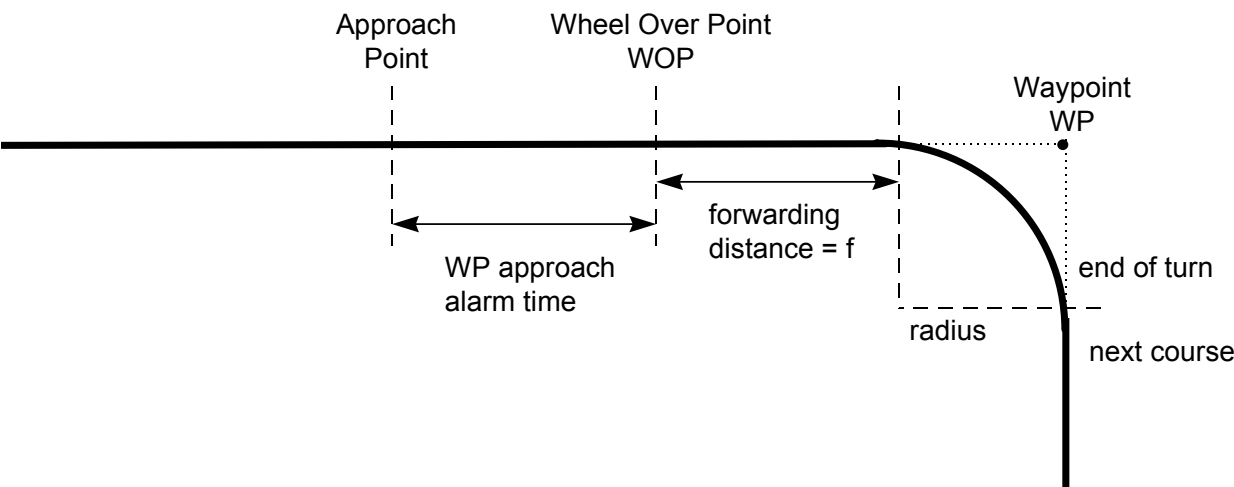 Approach
Point
Wheel Over Point
WOP
Waypoint
WP
forwarding
distance = f
WP approach
alarm time
end of turn
radius
next course